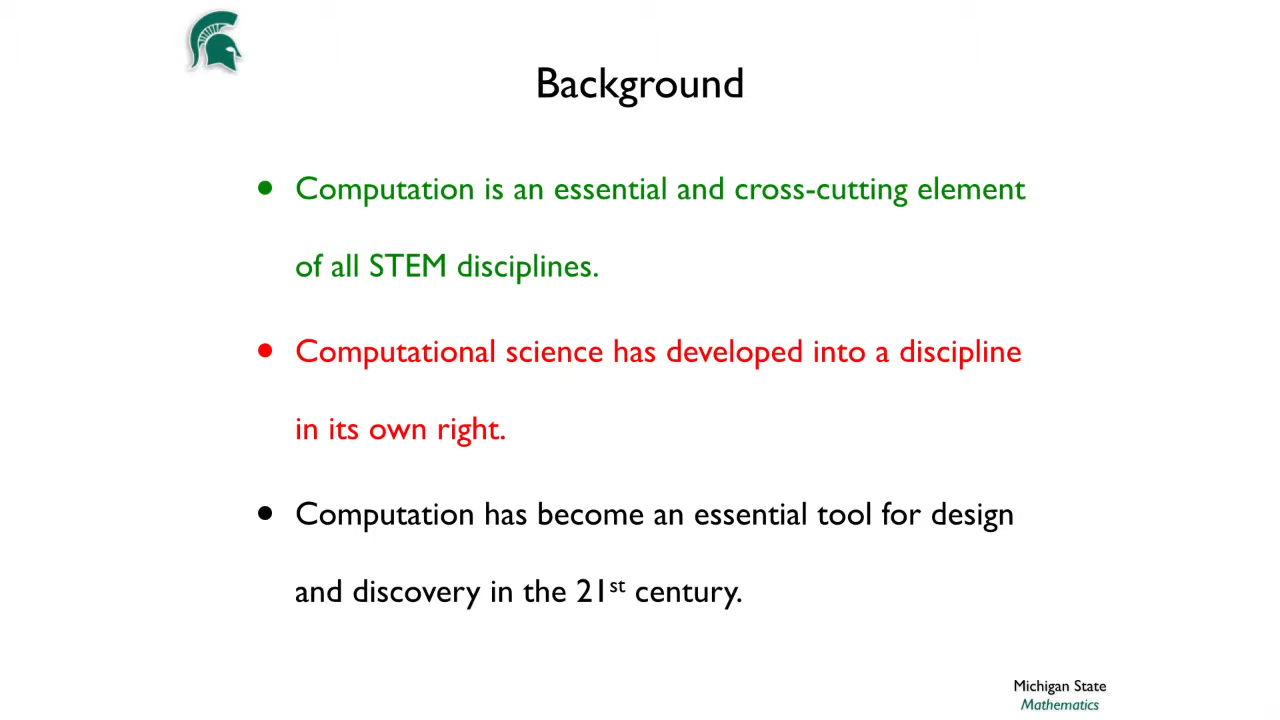 Background
• Computation is an essential and cross-cutting element
of all STEM disciplines.
• Computational science has developed into a discipline
in its own right.
• Computation has become an essential tool for design
and discovery in the 21st century.
Michigan State
Mathematics